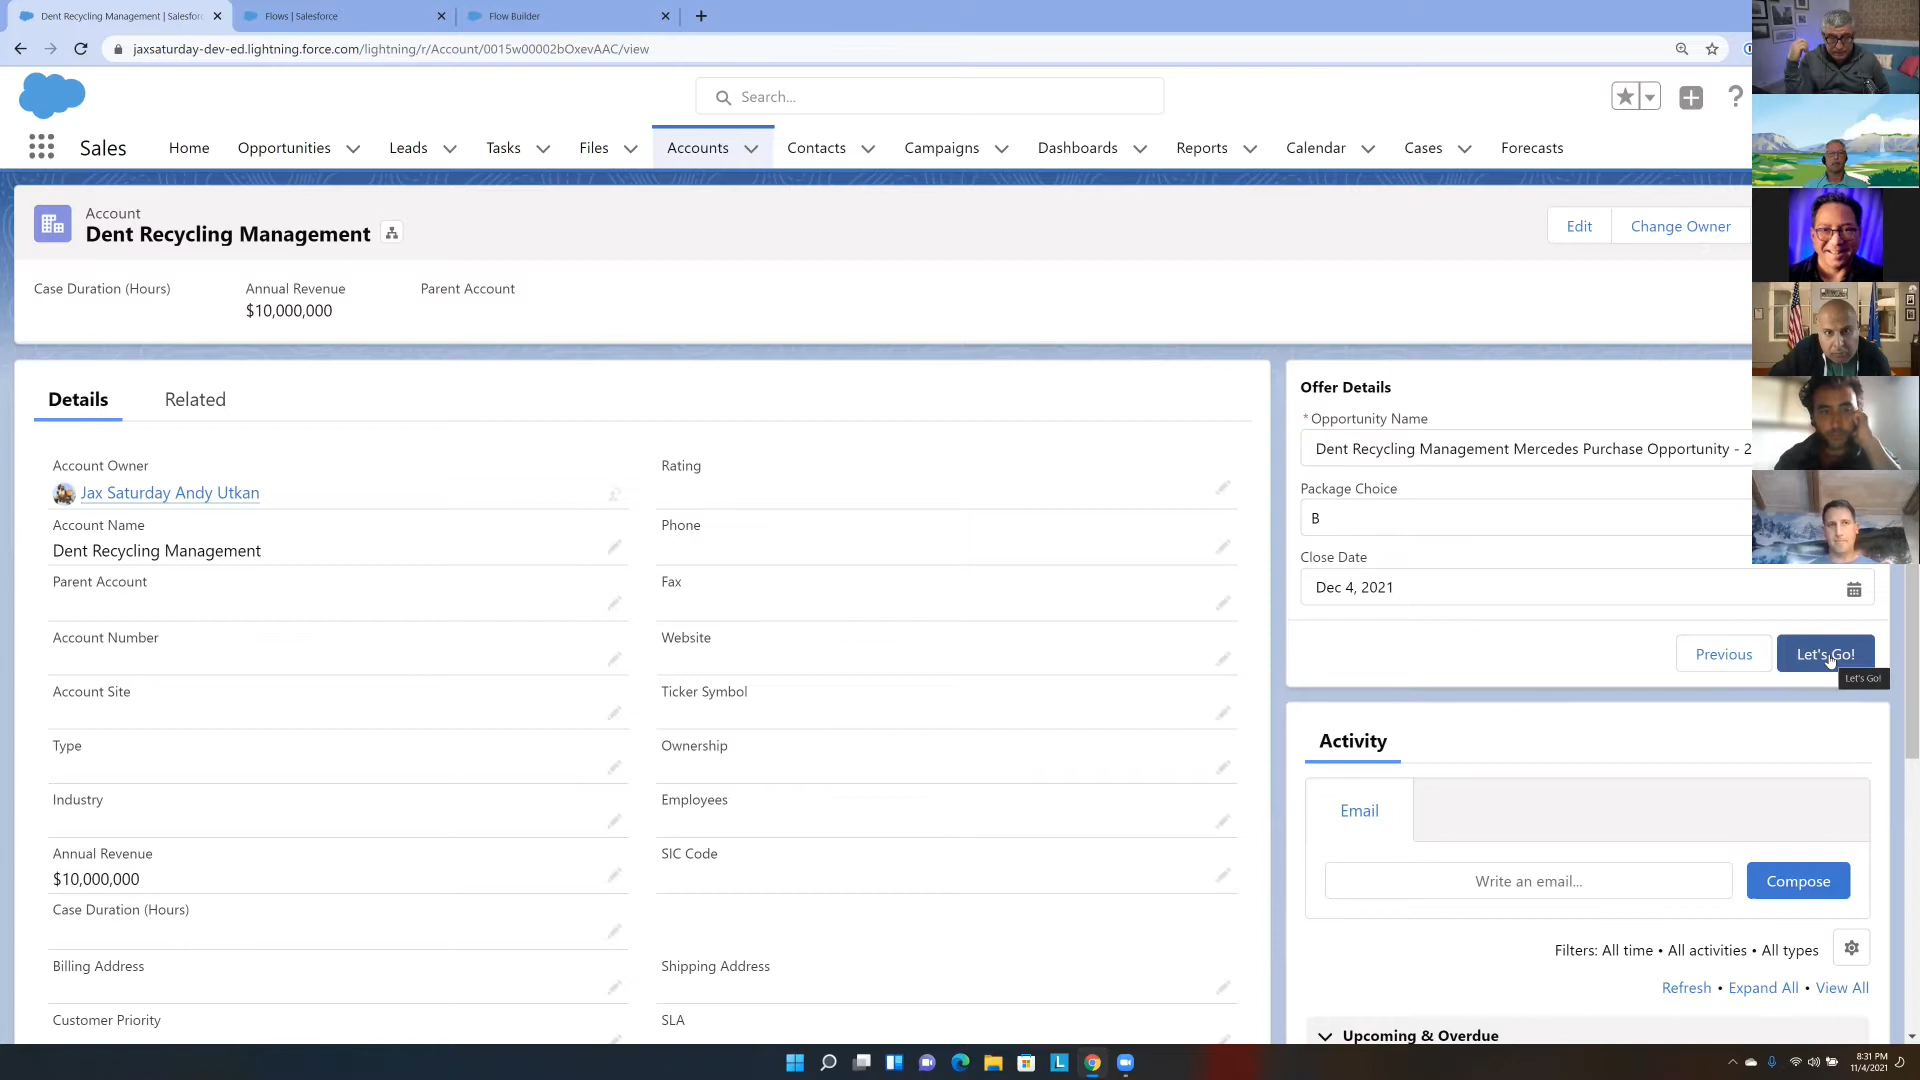 Dent Recycling Management | Salesfor
Flows | Salesforce
Flow Builder
jaxsaturday-dev-ed.lightning.force.com/lightning/r/Account/0015w00002bOxevAAC/view
Search...
Sales
Home
Opportunities
Leads
Tasks
Files
Accounts
Contacts
Campaigns
Dashboards
Reports
Calendar
Cases
Forecasts
Account
Dent Recycling Management
Edit
Change Owner
Case Duration (Hours)
Annual Revenue
$10,000,000
Parent Account
Details
Related
Account Owner
Jax Saturday Andy Utkan
Rating
Account Name
Dent Recycling Management
Phone
Parent Account
Fax
Account Number
Website
Account Site
Ticker Symbol
Type
Ownership
Industry
Employees
Annual Revenue
$10,000,000
SIC Code
Case Duration (Hours)
Billing Address
Shipping Address
Customer Priority
SLA
Offer Details
*Opportunity Name
Dent Recycling Management Mercedes Purchase Opportunity - 2
Package Choice
B
Close Date
Dec 4, 2021
Previous
Let's Go!
Let's Go!
Activity
Email
Write an email...
Compose
Filters: All time • All activities • All types
Refresh • Expand All • View All
Upcoming & Overdue
8:31 PM
11/4/2021